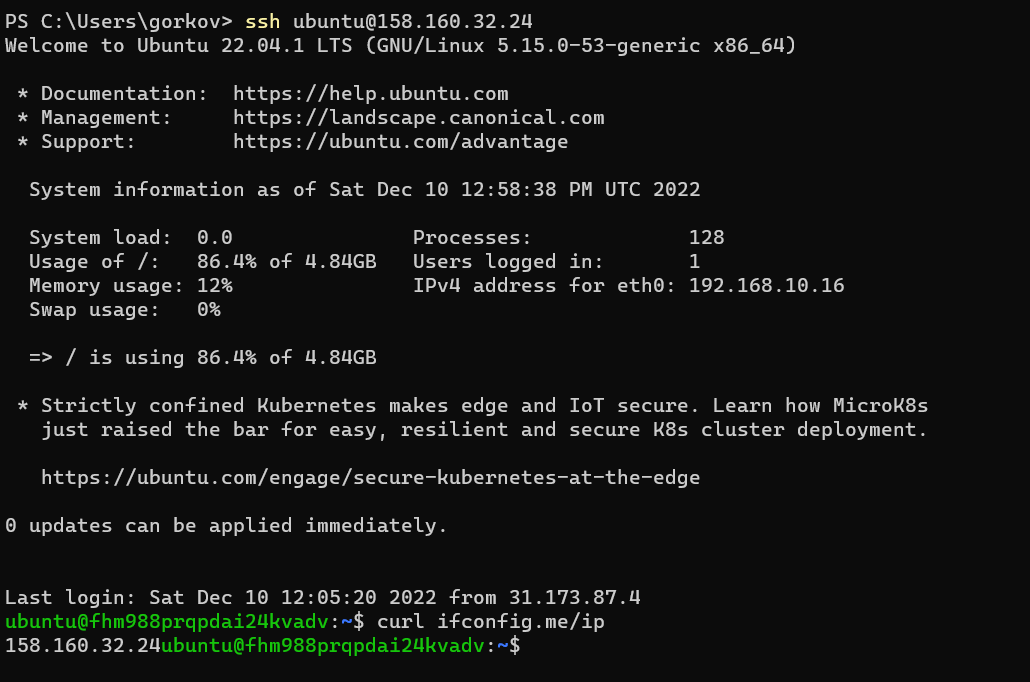 PS C:\Users\gorkov> ssh ubuntu@158.160.32.24
Welcome to Ubuntu 22.04.1 LTS (GNU/Linux 5.15.0-53-generic x86_64)
* Documentation:  https://help.ubuntu.com
* Management:     https://landscape.canonical.com
* Support:        https://ubuntu.com/advantage
System information as of Sat Dec 10 12:58:38 PM UTC 2022
System load:  0.0               Processes:             128
Usage of /:   86.4% of 4.84GB   Users logged in:       1
Memory usage: 12%               IPv4 address for eth0: 192.168.10.16
Swap usage:   0%
=> / is using 86.4% of 4.84GB
* Strictly confined Kubernetes makes edge and IoT secure. Learn how MicroK8s
just raised the bar for easy, resilient and secure K8s cluster deployment.
https://ubuntu.com/engage/secure-kubernetes-at-the-edge
0 updates can be applied immediately.
Last login: Sat Dec 10 12:05:20 2022 from 31.173.87.4
ubuntu@fhm988prqpdai24kvadv:~$ curl ifconfig.me/ip
158.160.32.24ubuntu@fhm988prqpdai24kvadv:~$